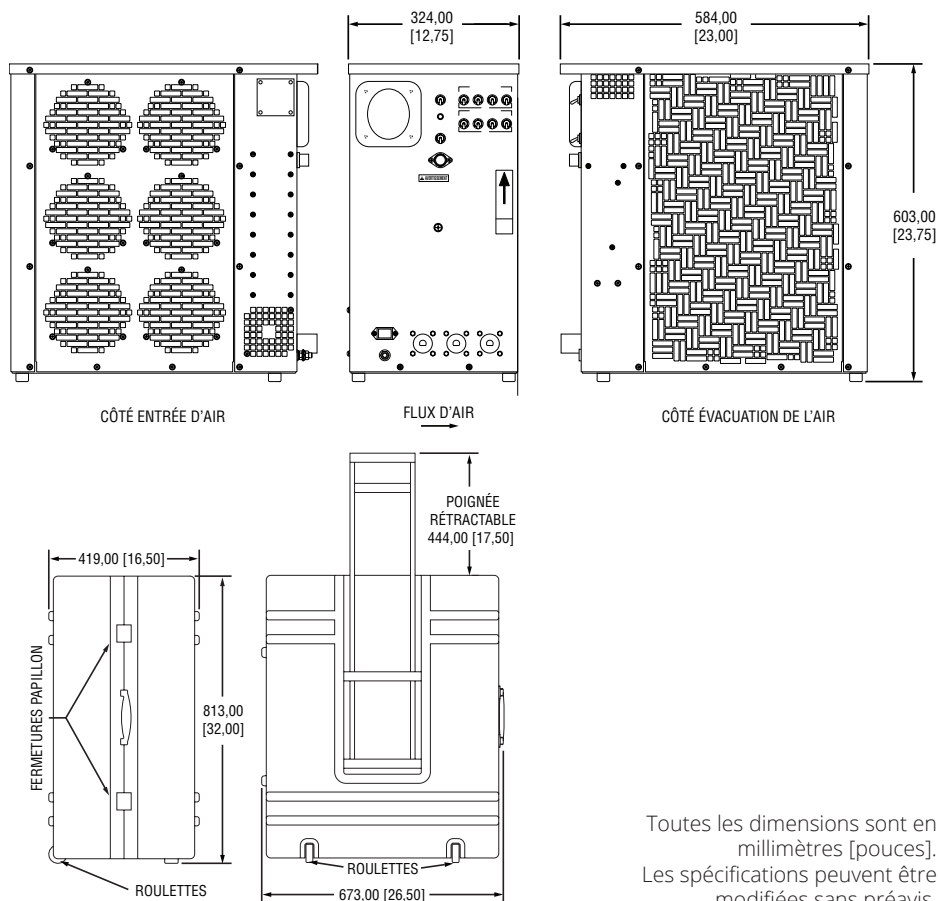 324,00
[12,75]
584,00
[23,00]
603,00
[23,75]
AVERTISSEMENT
CÔTÉ ENTRÉE D'AIR
FLUX D'AIR
CÔTÉ ÉVACUATION DE L'AIR
POIGNÉE
RÉTRACTABLE
444,00 [17,50]
419,00 [16,50]
FERMETURES PAPILLON
813,00
[32,00]
ROULETTES
ROULETTES
673,00 [26,50]
Toutes les dimensions sont en
millimètres [pouces].
Les spécifications peuvent être
modifiées sans préavis.